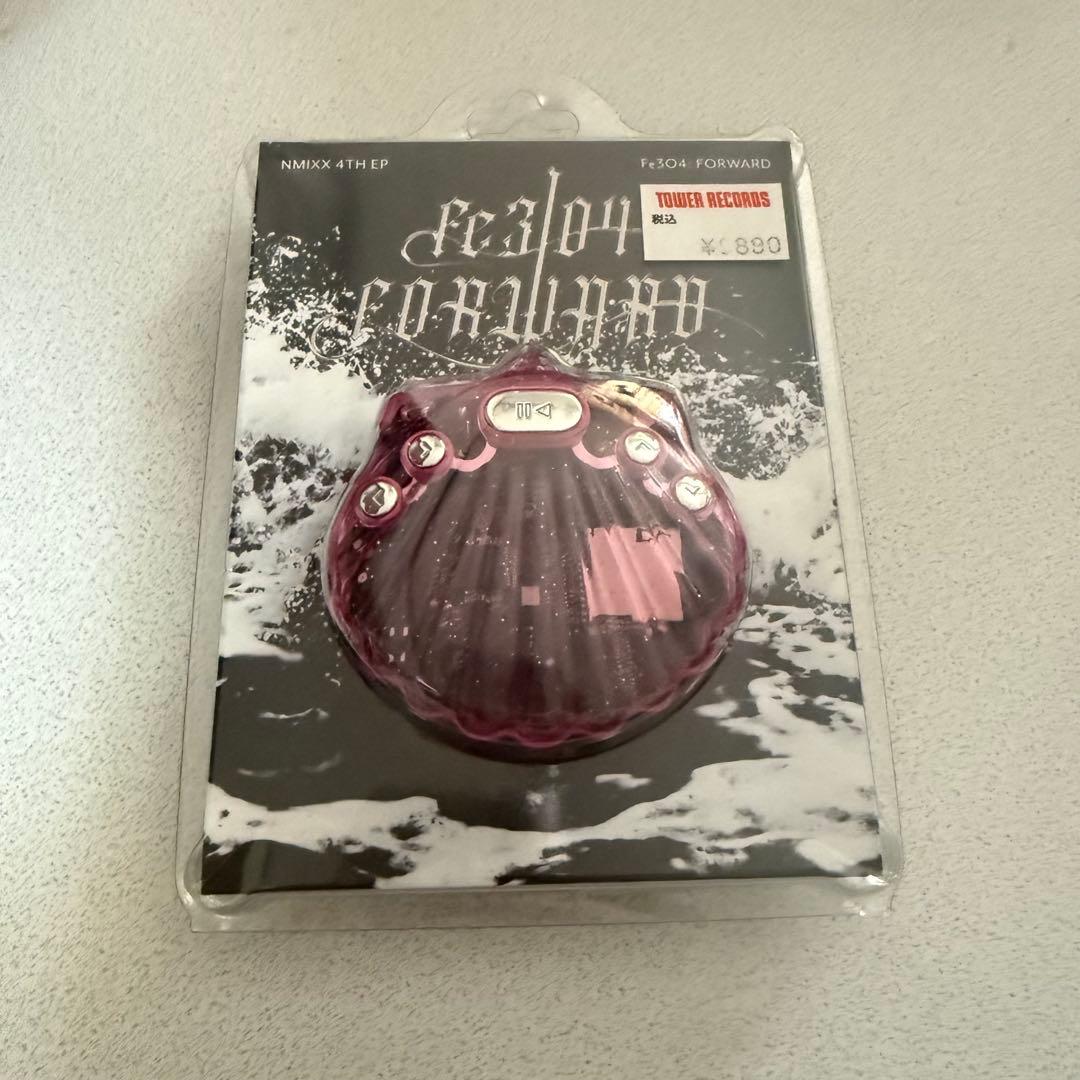 NMIXX 4TH EP
Fe3O4: FORWARD
Fe3O4
FORWARD
TOWER RECORDS
税込